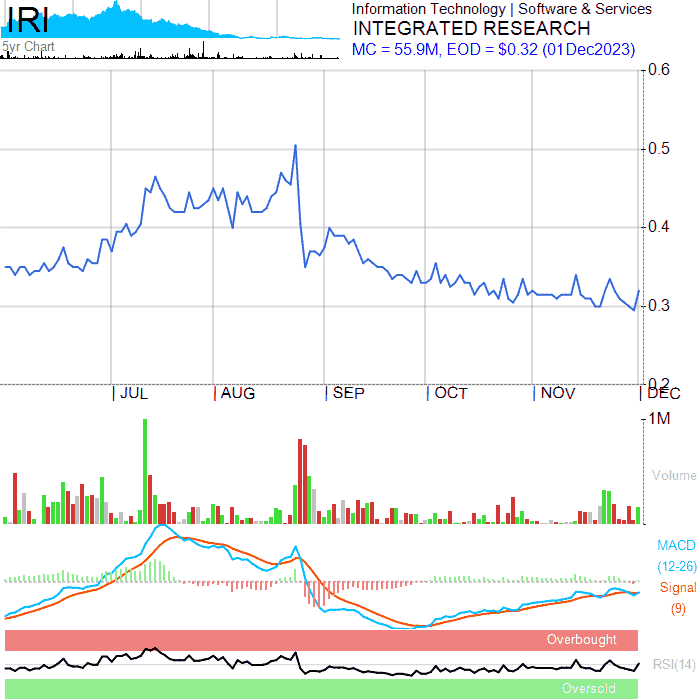 IRI
5yr Chart
Information Technology | Software & Services
INTEGRATED RESEARCH
MC = 55.9M, EOD = $0.32 (01Dec2023)
0.6
0.5
0.4
0.3
0.2
JUL
AUG
SEP
OCT
NOV
DEC
1M
Volume
MACD
(12-26)
Signal
(9)
Overbought
RSI(14)
Oversold